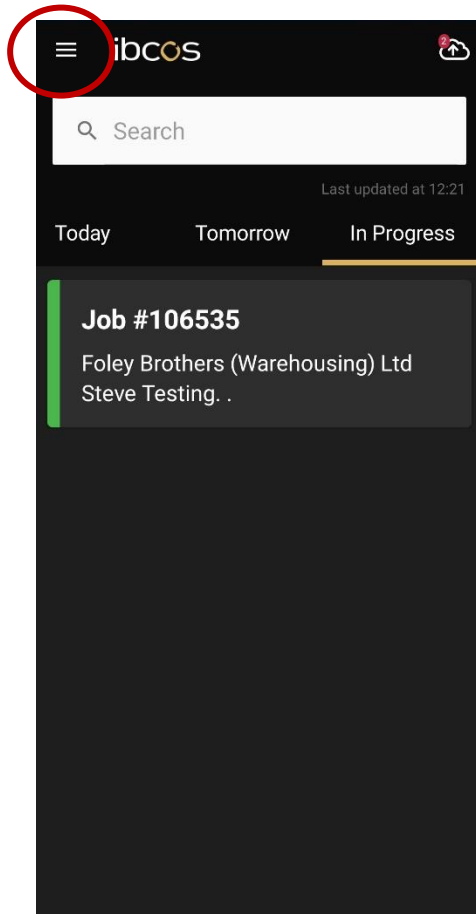 ibcos
2
Search
Last updated at 12:21
Today Tomorrow In Progress
Job #106535
Foley Brothers (Warehousing) Ltd
Steve Testing. .